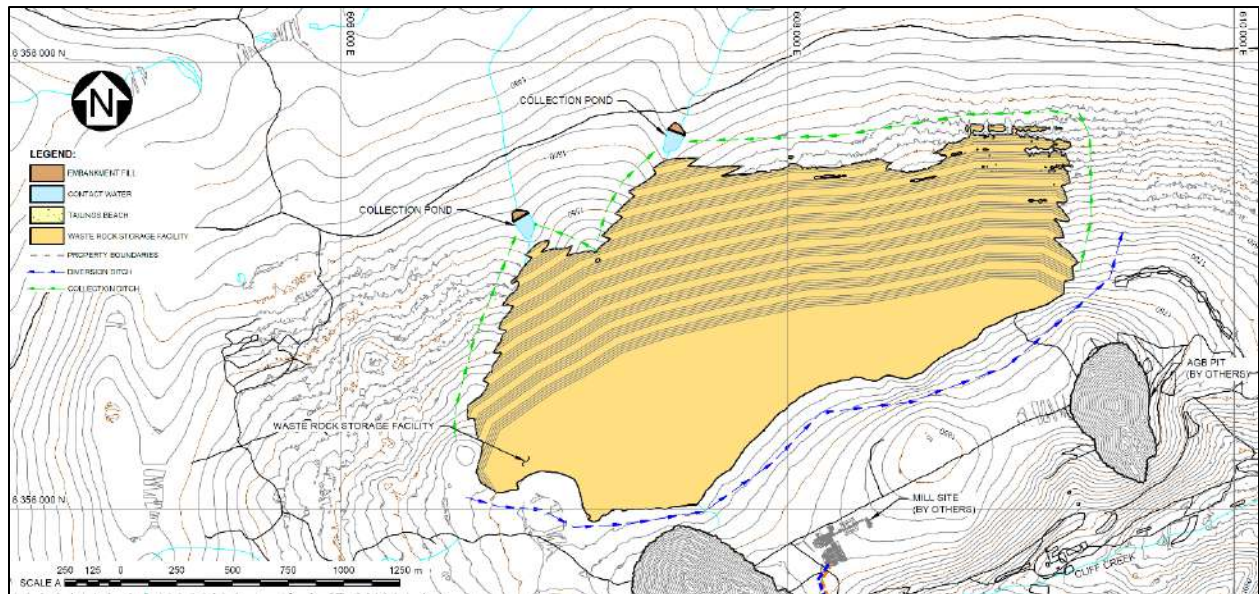 6 358 000 N
606 000 E
608 000 E
610 000 E
N
COLLECTION POND
LEGEND:
EMBANKMENT FILL
CONTACT WATER
TAILINGS BEACH
WASTE ROCK STORAGE FACILITY
PROPERTY BOUNDARIES
DIVERSION DITCH
COLLECTION DITCH
COLLECTION POND
AGB PIT
(BY OTHERS)
WASTE ROCK STORAGE FACILITY
6 356 000 N
MILL SITE
(BY OTHERS)
CLIFF CREEK
250 125 0 250 500 750 1000 1250 m
SCALE A